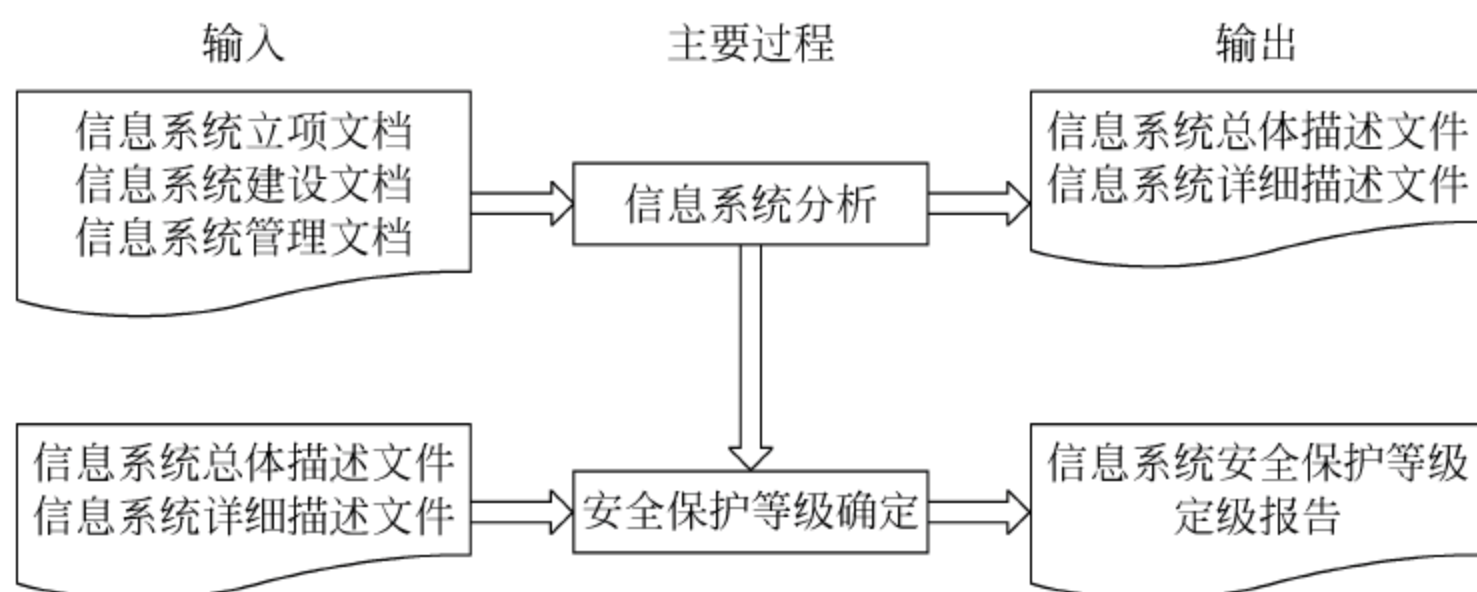 输入
主要过程
输出
信息系统立项文档
信息系统建设文档
信息系统管理文档
信息系统分析
信息系统总体描述文件
信息系统详细描述文件
信息系统总体描述文件
信息系统详细描述文件
安全保护等级确定
信息系统安全保护等级
定级报告